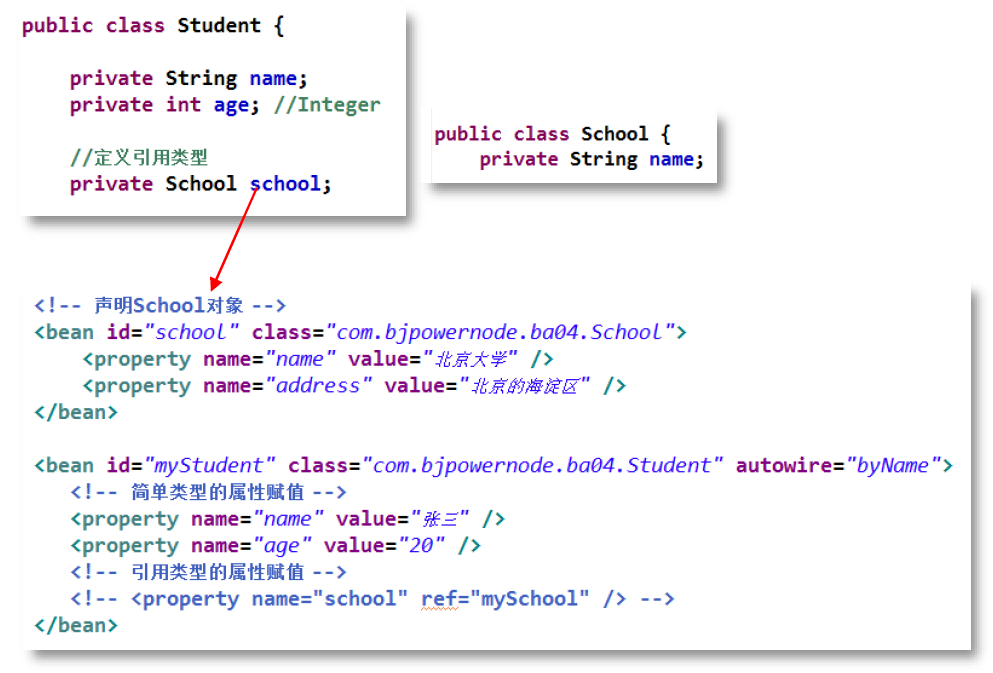 public class Student {
private String name;
private int age; //Integer
//定义引用类型
private School school;
public class School {
private String name;
<!-- 声明School对象 -->
<bean id="school" class="com.bjpowernode.ba04.School">
<property name="name" value="北京大学" />
<property name="address" value="北京的海淀区" />
</bean>
<bean id="myStudent" class="com.bjpowernode.ba04.Student" autowire="byName">
<!-- 简单类型的属性赋值 -->
<property name="name" value="张三" />
<property name="age" value="20" />
<!-- 引用类型的属性赋值 -->
<!-- <property name="school" ref="mySchool" /> -->
</bean>